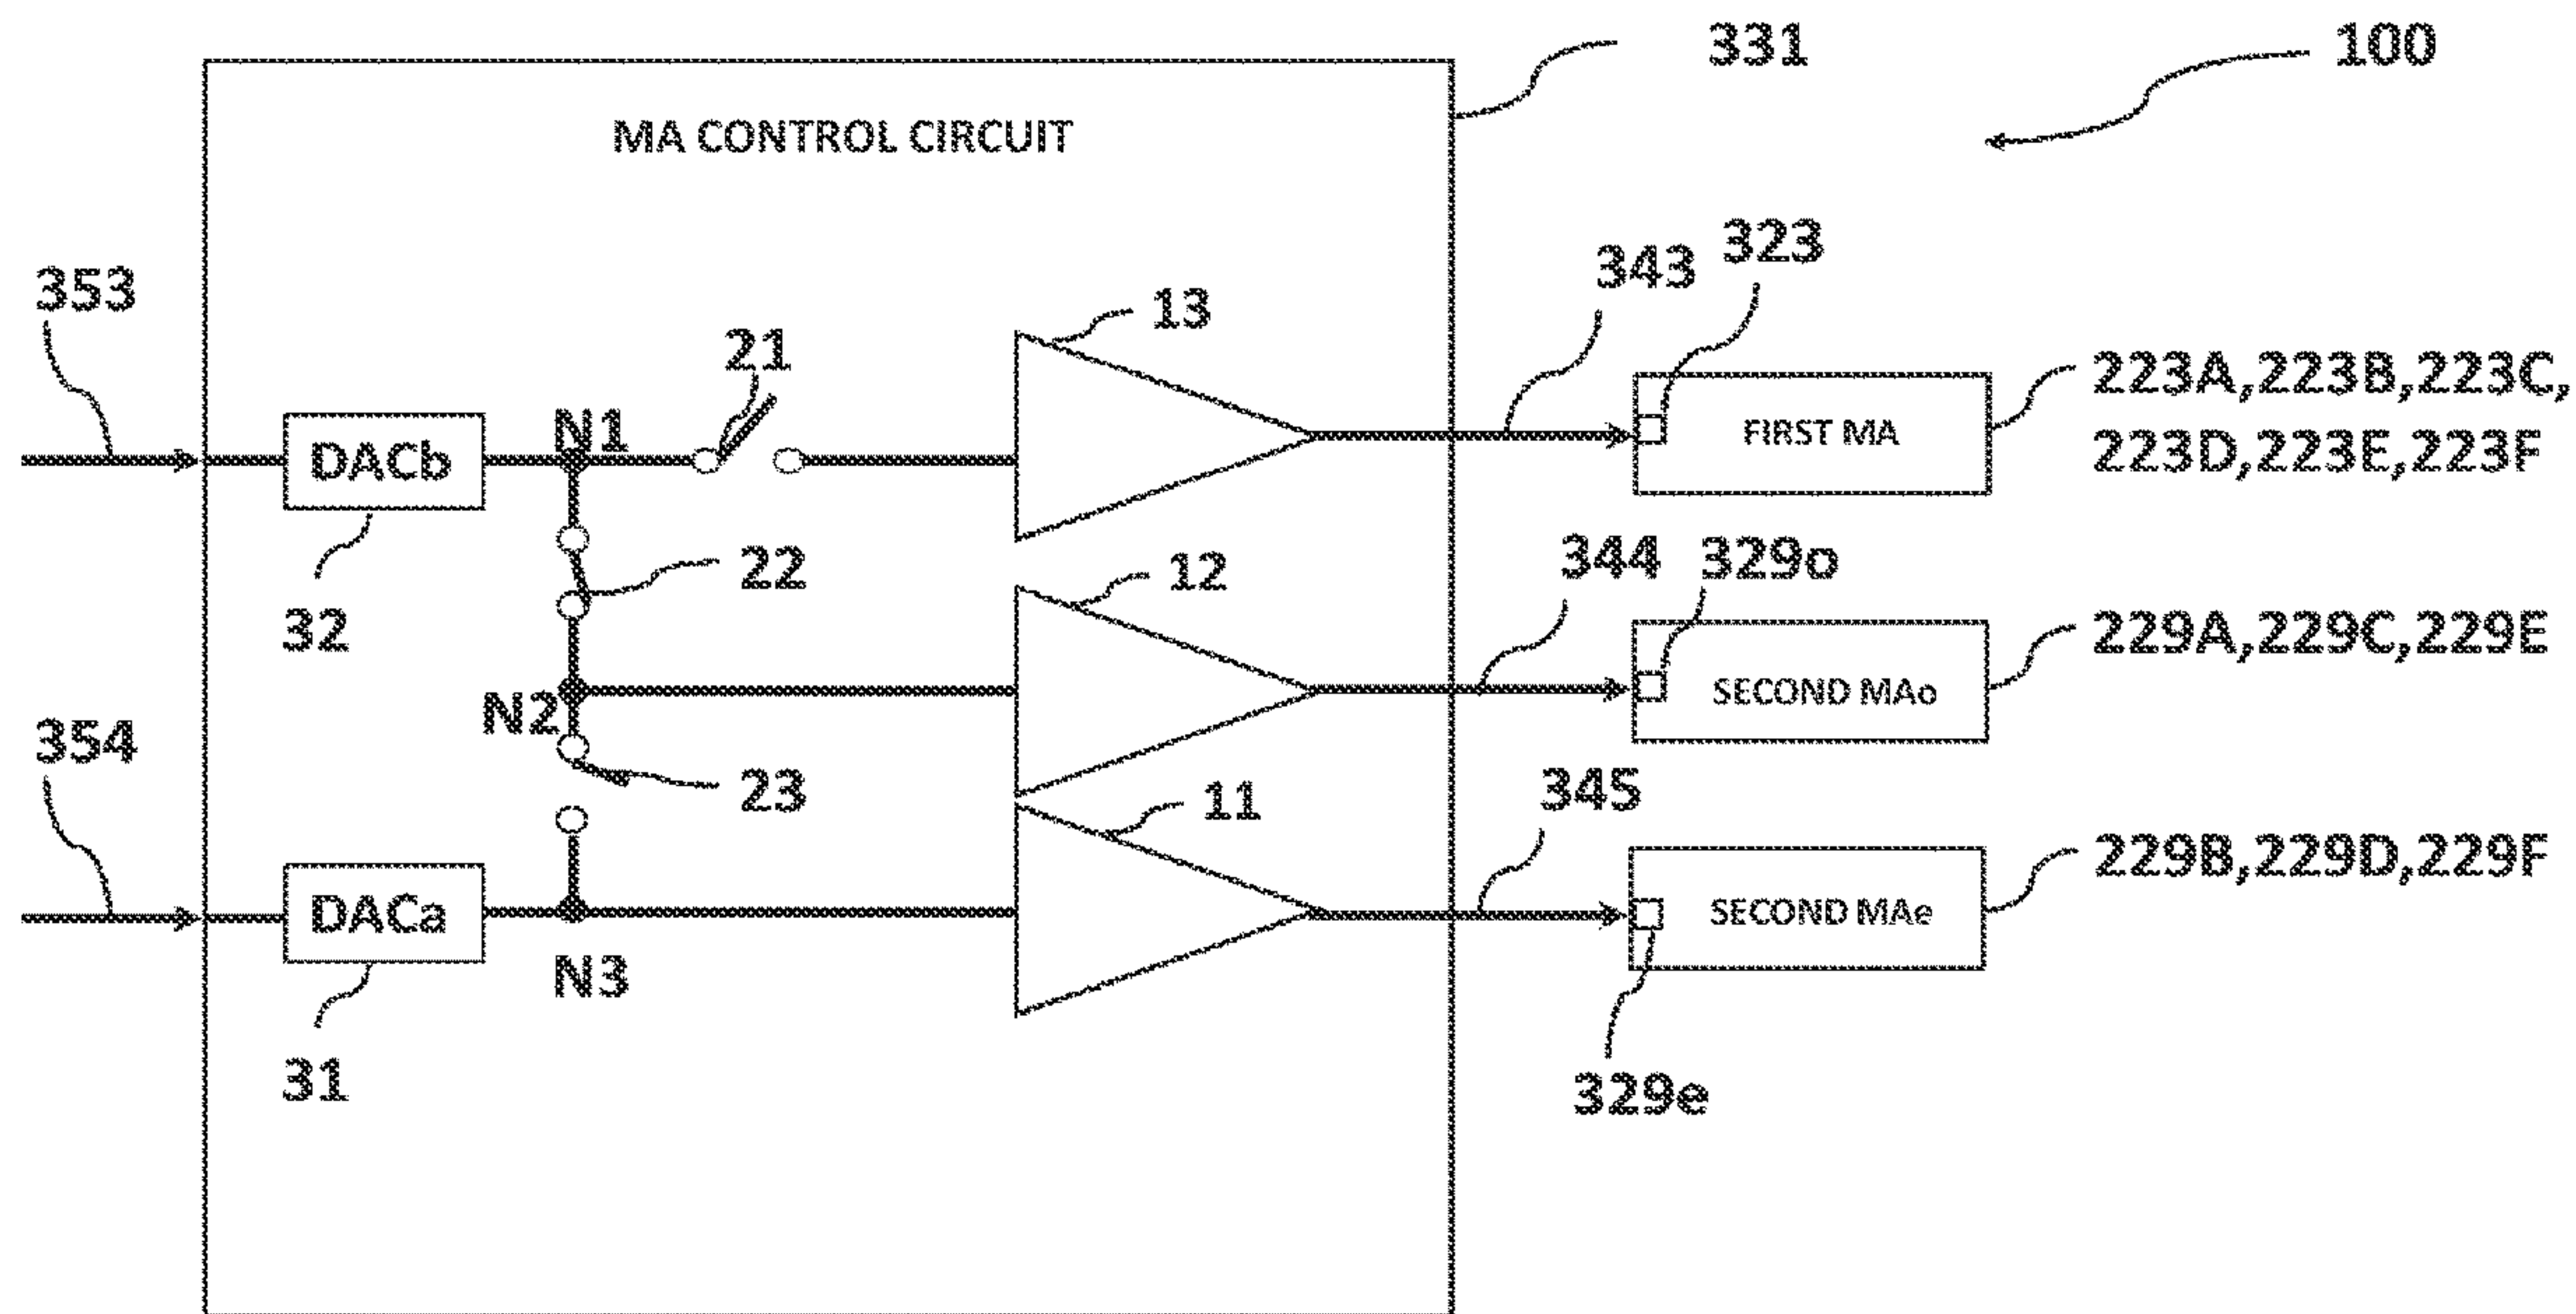 331
100
MA CONTROL CIRCUIT
353
21
13
343
323
N1
DACb
FIRST MA
223A,223B,223C,
223D,223E,223F
32
22
12
344
329o
N2
SECOND MAo
229A,229C,229E
354
23
11
345
DACa
SECOND MAe
229B,229D,229F
N3
31
329e